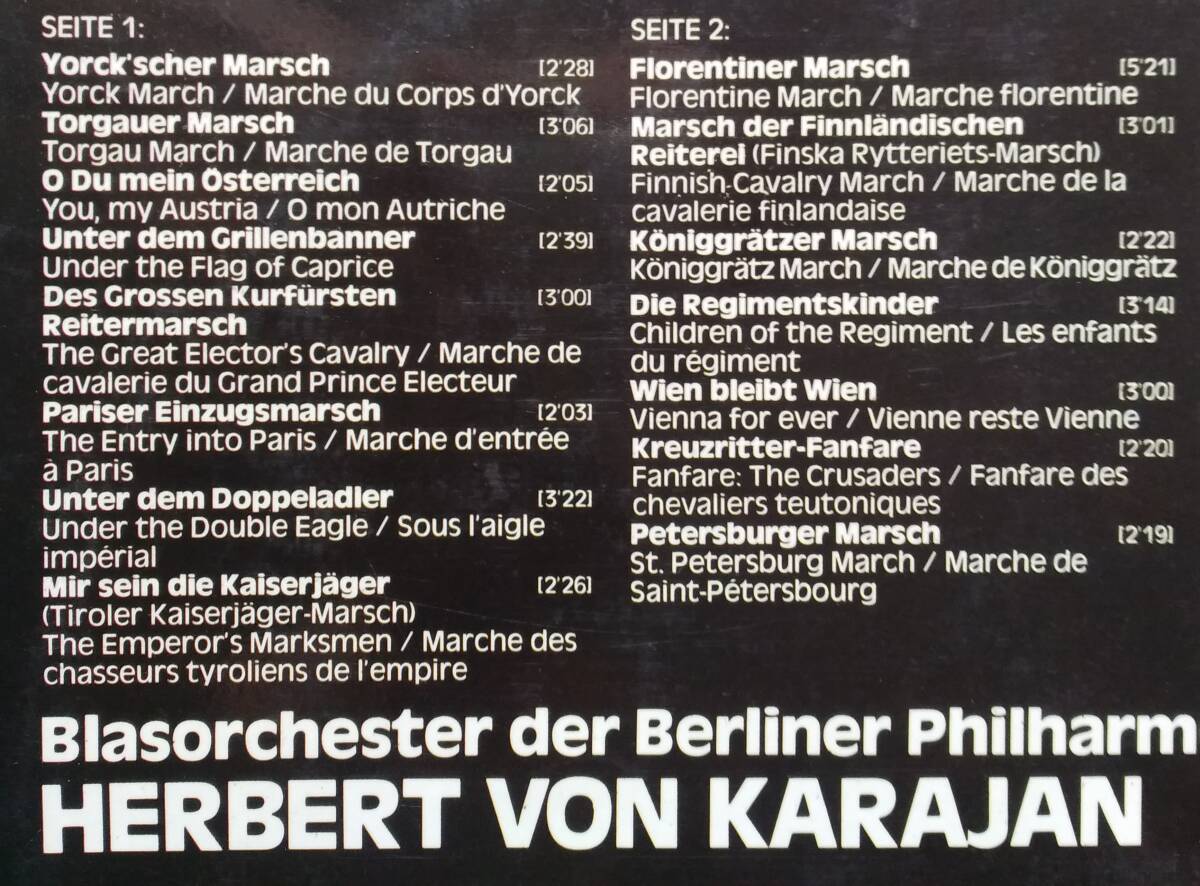 SEITE 1:
Yorck'scher Marsch [2'28]
Yorck March / Marche du Corps d'Yorck
Torgauer Marsch [3'06]
Torgau March / Marche de Torgau
O Du mein Österreich [2'05]
You, my Austria / O mon Autriche
Unter dem Grillenbanner [2'39]
Under the Flag of Caprice
Des Grossen Kurfürsten [3'00]
Reitermarsch
The Great Elector's Cavalry / Marche de
cavalerie du Grand Prince Electeur
Pariser Einzugsmarsch [2'03]
The Entry into Paris / Marche d'entrée
à Paris
Unter dem Doppeladler [3'22]
Under the Double Eagle / Sous l'aigle
impérial
Mir sein die Kaiserjäger [2'26]
(Tiroler Kaiserjäger-Marsch)
The Emperor's Marksmen / Marche des
chasseurs tyroliens de l'empire
SEITE 2:
Florentiner Marsch [5'21]
Florentine March / Marche florentine
Marsch der Finnländischen [3'01]
Reiterei (Finska Rytteriets-Marsch)
Finnish Cavalry March / Marche de la
cavalerie finlandaise
Königgrätzer Marsch [2'22]
Königgrätz March / Marche de Königgrätz
Die Regimentskinder [3'14]
Children of the Regiment / Les enfants
du régiment
Wien bleibt Wien [3'00]
Vienna for ever / Vienne reste Vienne
Kreuzritter-Fanfare [2'20]
Fanfare: The Crusaders / Fanfare des
chevaliers teutoniques
Petersburger Marsch [2'19]
St. Petersburg March / Marche de
Saint-Pétersbourg
Blasorchester der Berliner Philharm
HERBERT VON KARAJAN